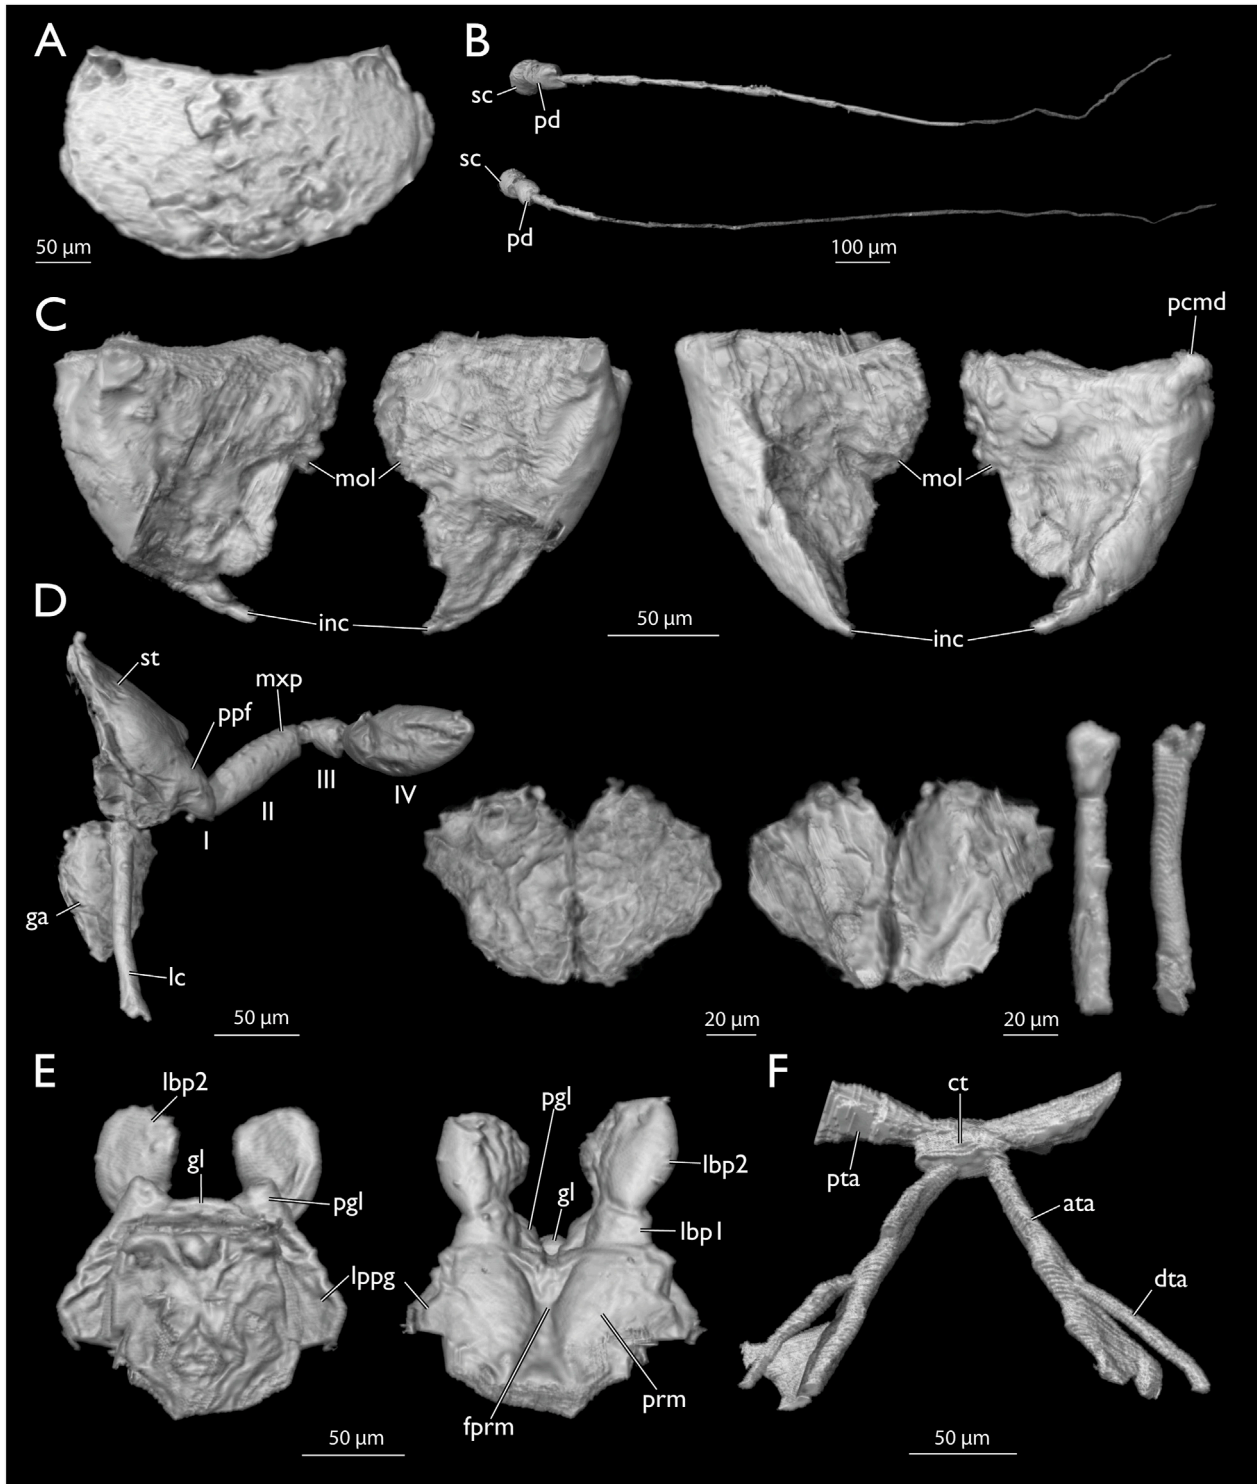 A
50 µm
B
sc
pd
sc
pd
100 µm
C
pcmd
mol
mol
inc
50 µm
inc
D
st
mxp
ppf
I
II
III
IV
ga
lc
50 µm
20 µm
20 µm
E
lbp2
gl
pgl
lppg
pgl
gl
lbp2
lbp1
prm
fprm
50 µm
F
ct
pta
ata
dta
50 µm